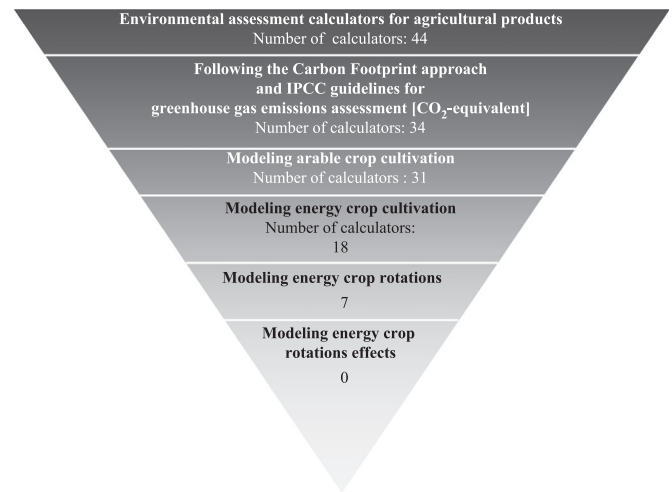 Environmental assessment calculators for agricultural products
Number of calculators: 44
Following the Carbon Footprint approach
and IPCC guidelines for
greenhouse gas emissions assessment [CO₂-equivalent]
Number of calculators: 34
Modeling arable crop cultivation
Number of calculators : 31
Modeling energy crop cultivation
Number of calculators:
18
Modeling energy crop rotations
7
Modeling energy crop
rotations effects
0